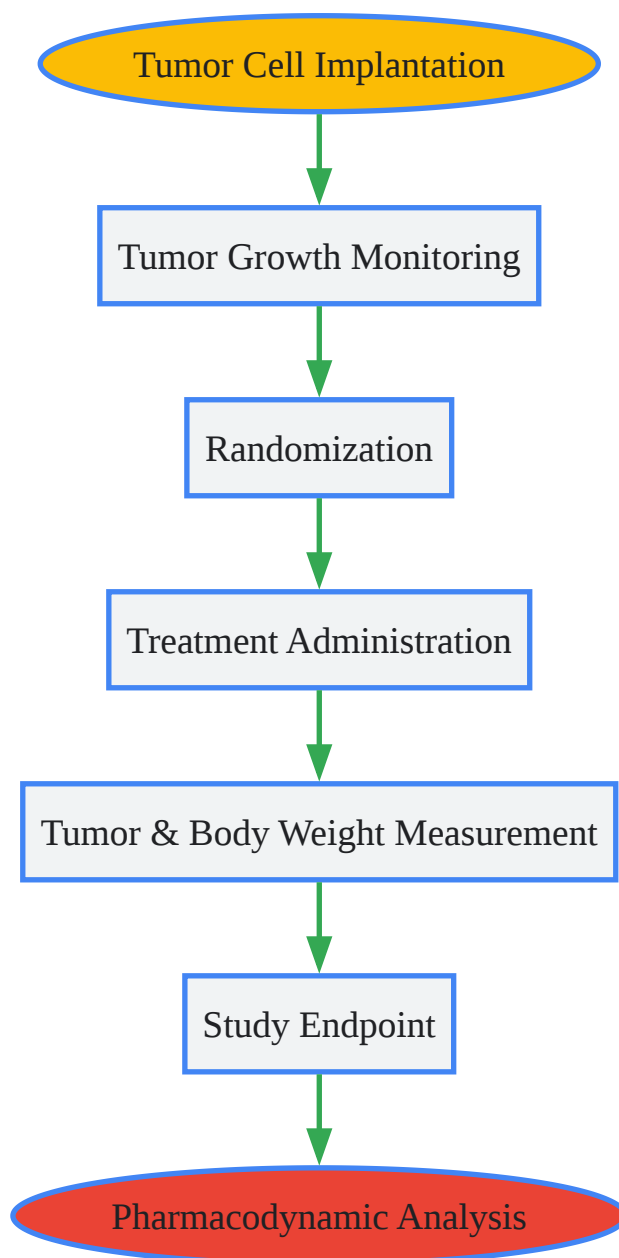 Tumor Cell Implantation
Tumor Growth Monitoring
Randomization
Treatment Administration
Tumor & Body Weight Measurement
Study Endpoint
Pharmacodynamic Analysis